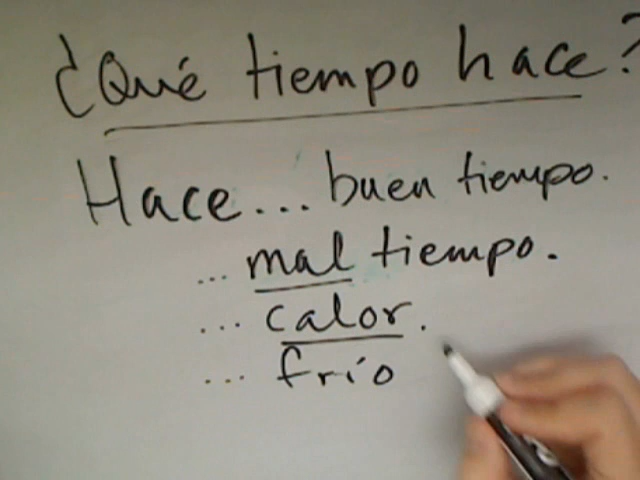 ¿Qué tiempo hace?
Hace... buen tiempo.
... mal tiempo.
... calor.
... frío